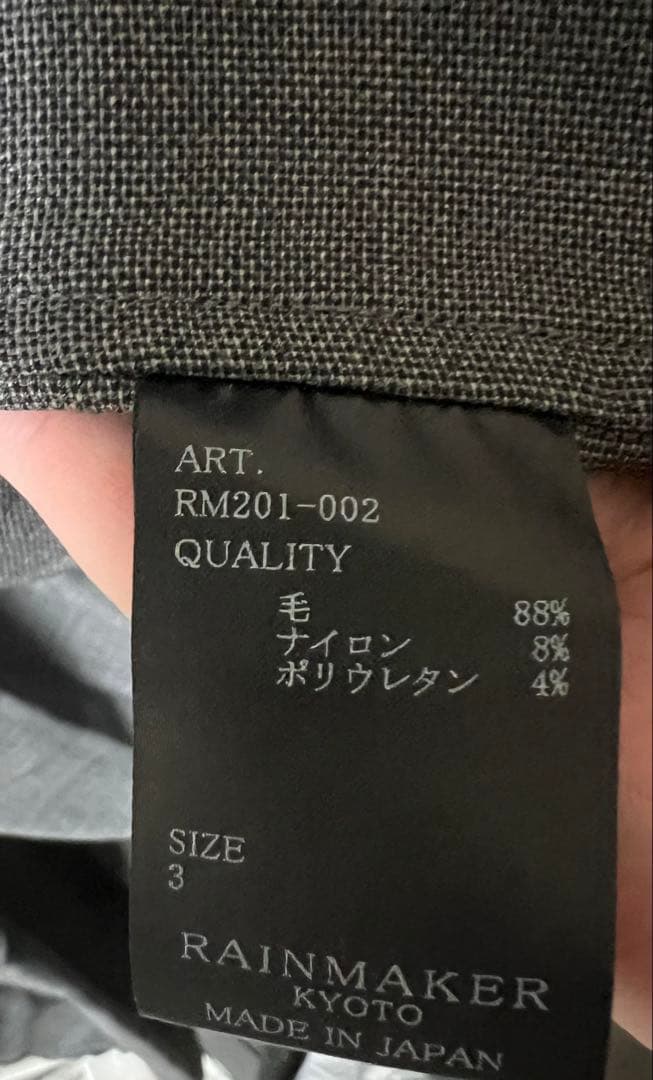 ART.
RM201-002
QUALITY
毛 88%
ナイロン 8%
ポリウレタン 4%
SIZE
3
RAINMAKER
KYOTO
MADE IN JAPAN